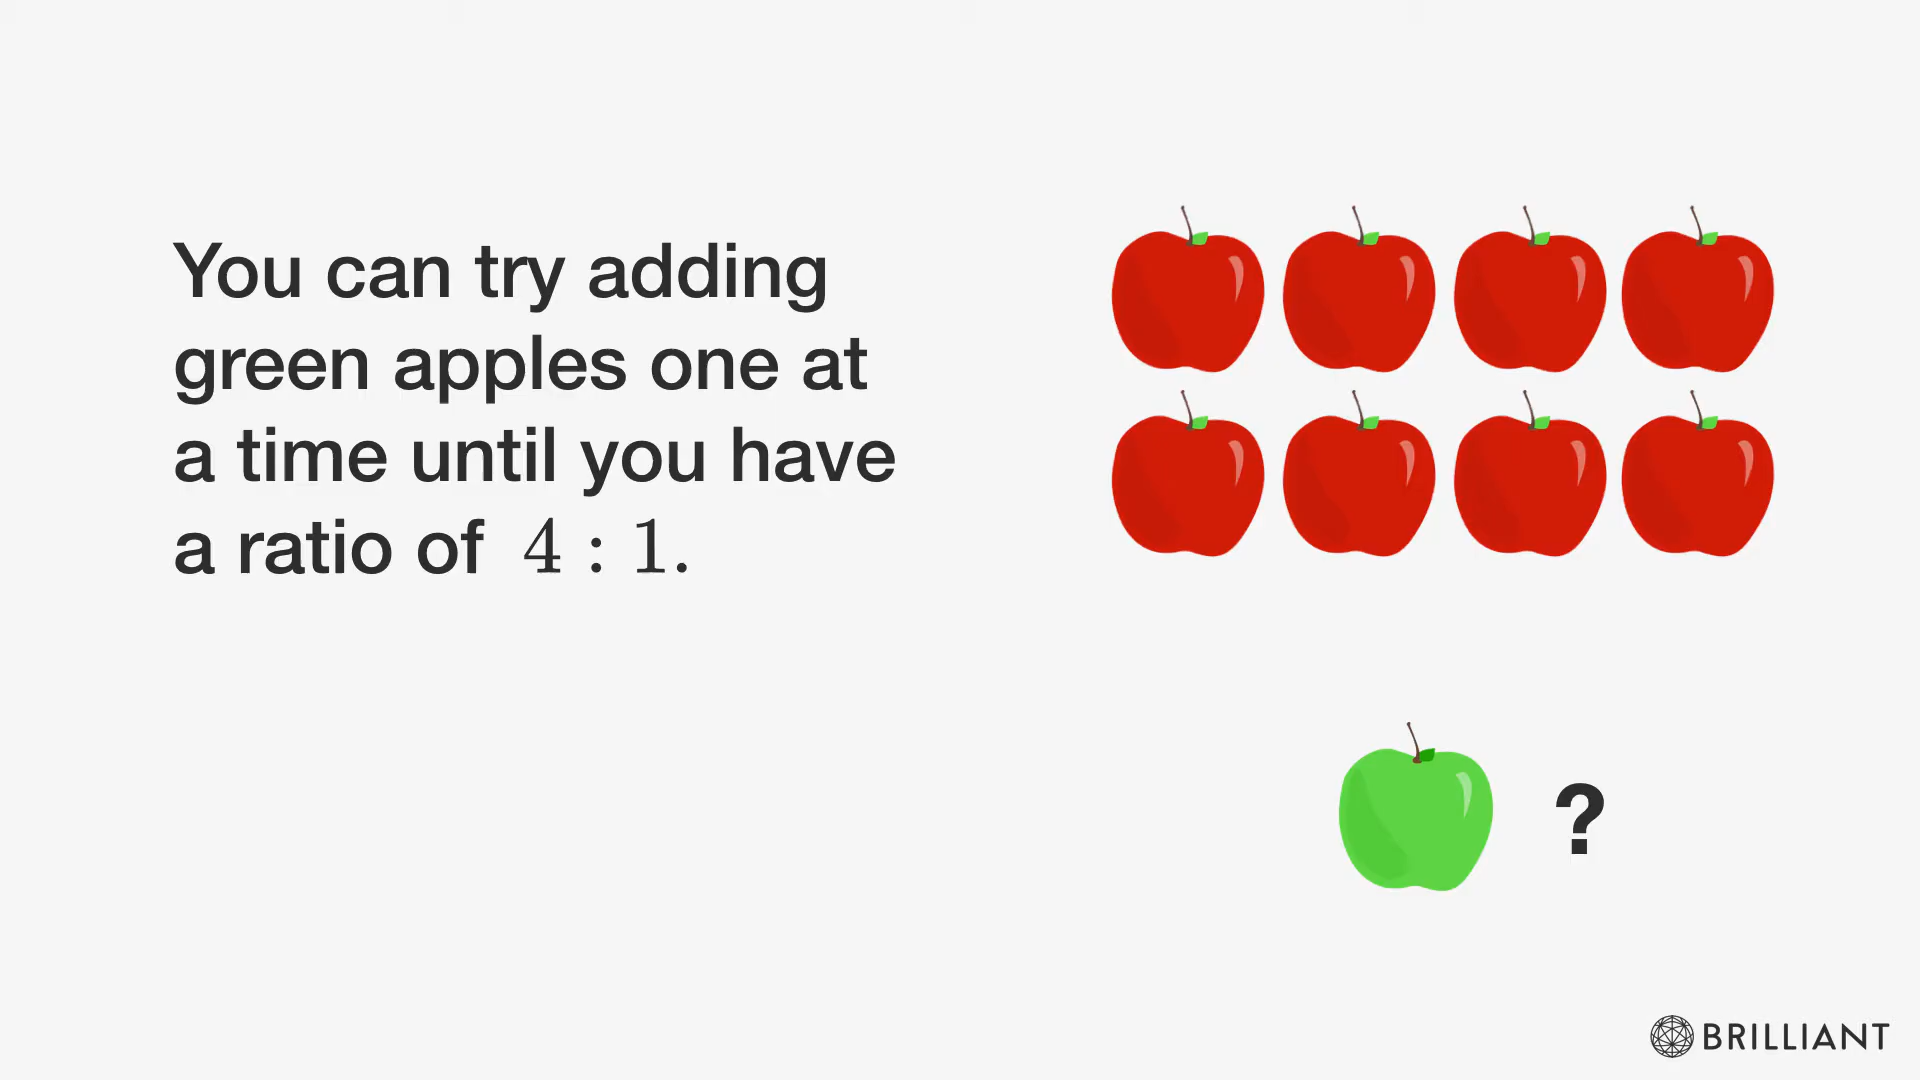 You can try adding
green apples one at
a time until you have
a ratio of 4 : 1.
?
BRILLIANT